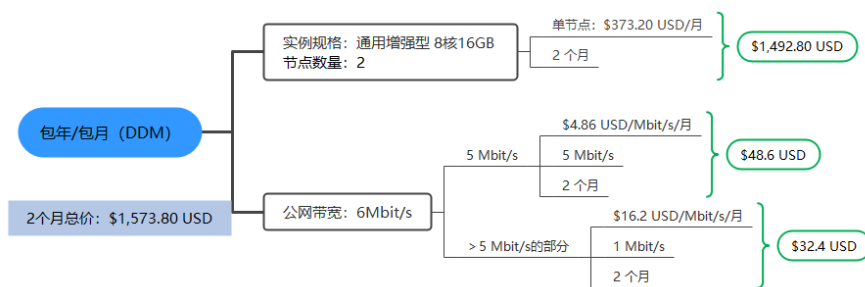 包年/包月（DDM）
2个月总价：$1,573.80 USD
实例规格：通用增强型 8核16GB
节点数量：2
单节点：$373.20 USD/月
2 个月
$1,492.80 USD
公网带宽：6Mbit/s
5 Mbit/s
$4.86 USD/Mbit/s/月
5 Mbit/s
2 个月
$48.6 USD
＞5 Mbit/s的部分
$16.2 USD/Mbit/s/月
1 Mbit/s
2 个月
$32.4 USD